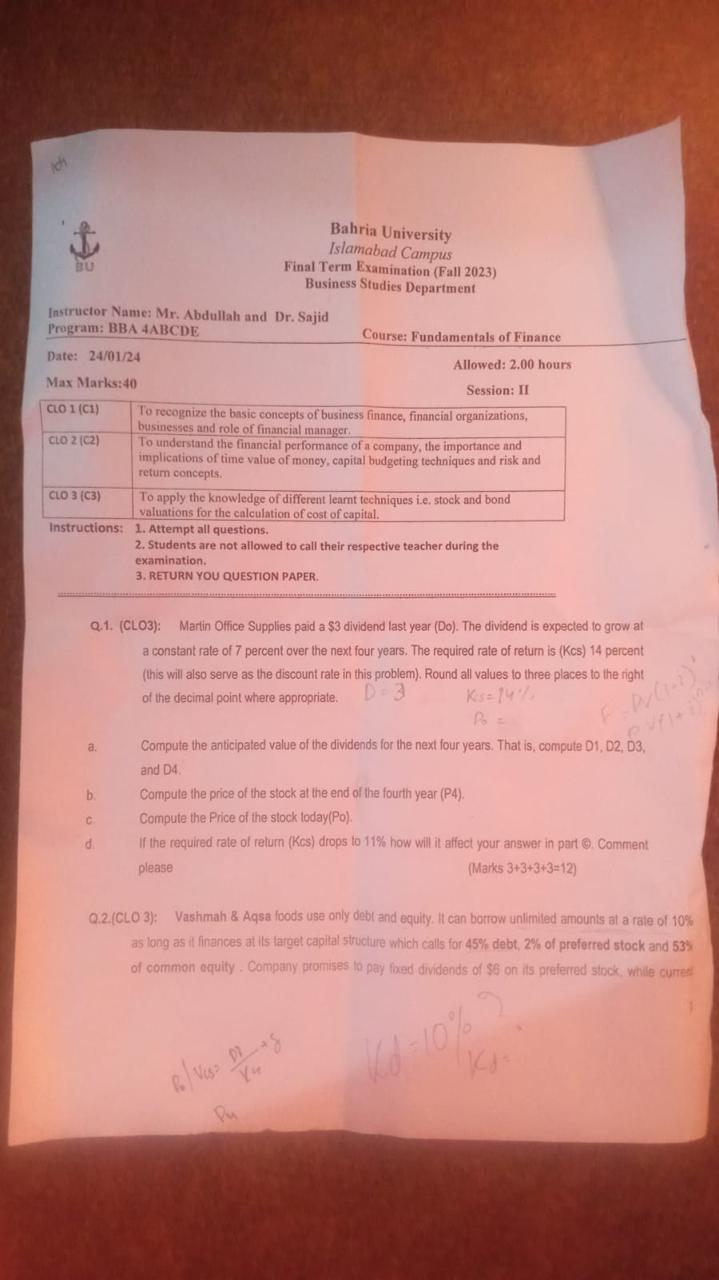 BU
Bahria University
Islamabad Campus
Final Term Examination (Fall 2023)
Business Studies Department
Instructor Name: Mr. Abdullah and Dr. Sajid
Program: BBA 4ABCDE
Course: Fundamentals of Finance
Date: 24/01/24
Allowed: 2.00 hours
Max Marks:40
Session: II
CLO 1 (C1) To recognize the basic concepts of business finance, financial organizations,
businesses and role of financial manager.
CLO 2 (C2) To understand the financial performance of a company, the importance and
implications of time value of money, capital budgeting techniques and risk and
return concepts.
CLO 3 (C3) To apply the knowledge of different learnt techniques i.e. stock and bond
valuations for the calculation of cost of capital.
Instructions: 1. Attempt all questions.
2. Students are not allowed to call their respective teacher during the
examination.
3. RETURN YOU QUESTION PAPER.
Q.1. (CLO3): Martin Office Supplies paid a $3 dividend last year (Do). The dividend is expected to grow at
a constant rate of 7 percent over the next four years. The required rate of return is (Kcs) 14 percent
(this will also serve as the discount rate in this problem). Round all values to three places to the right
of the decimal point where appropriate. D=3 Kcs=14%
Po =
a. Compute the anticipated value of the dividends for the next four years. That is, compute D1, D2, D3,
and D4.
b. Compute the price of the stock at the end of the fourth year (P4).
c. Compute the Price of the stock today(Po).
d. If the required rate of return (Kcs) drops to 11% how will it affect your answer in part ©. Comment
please (Marks 3+3+3+3=12)
Q.2.(CLO 3): Vashmah & Aqsa foods use only debt and equity. It can borrow unlimited amounts at a rate of 10%
as long as it finances at its target capital structure which calls for 45% debt, 2% of preferred stock and 53%
of common equity . Company promises to pay fixed dividends of $6 on its preferred stock, while current
Kd=10% ?
Kd=